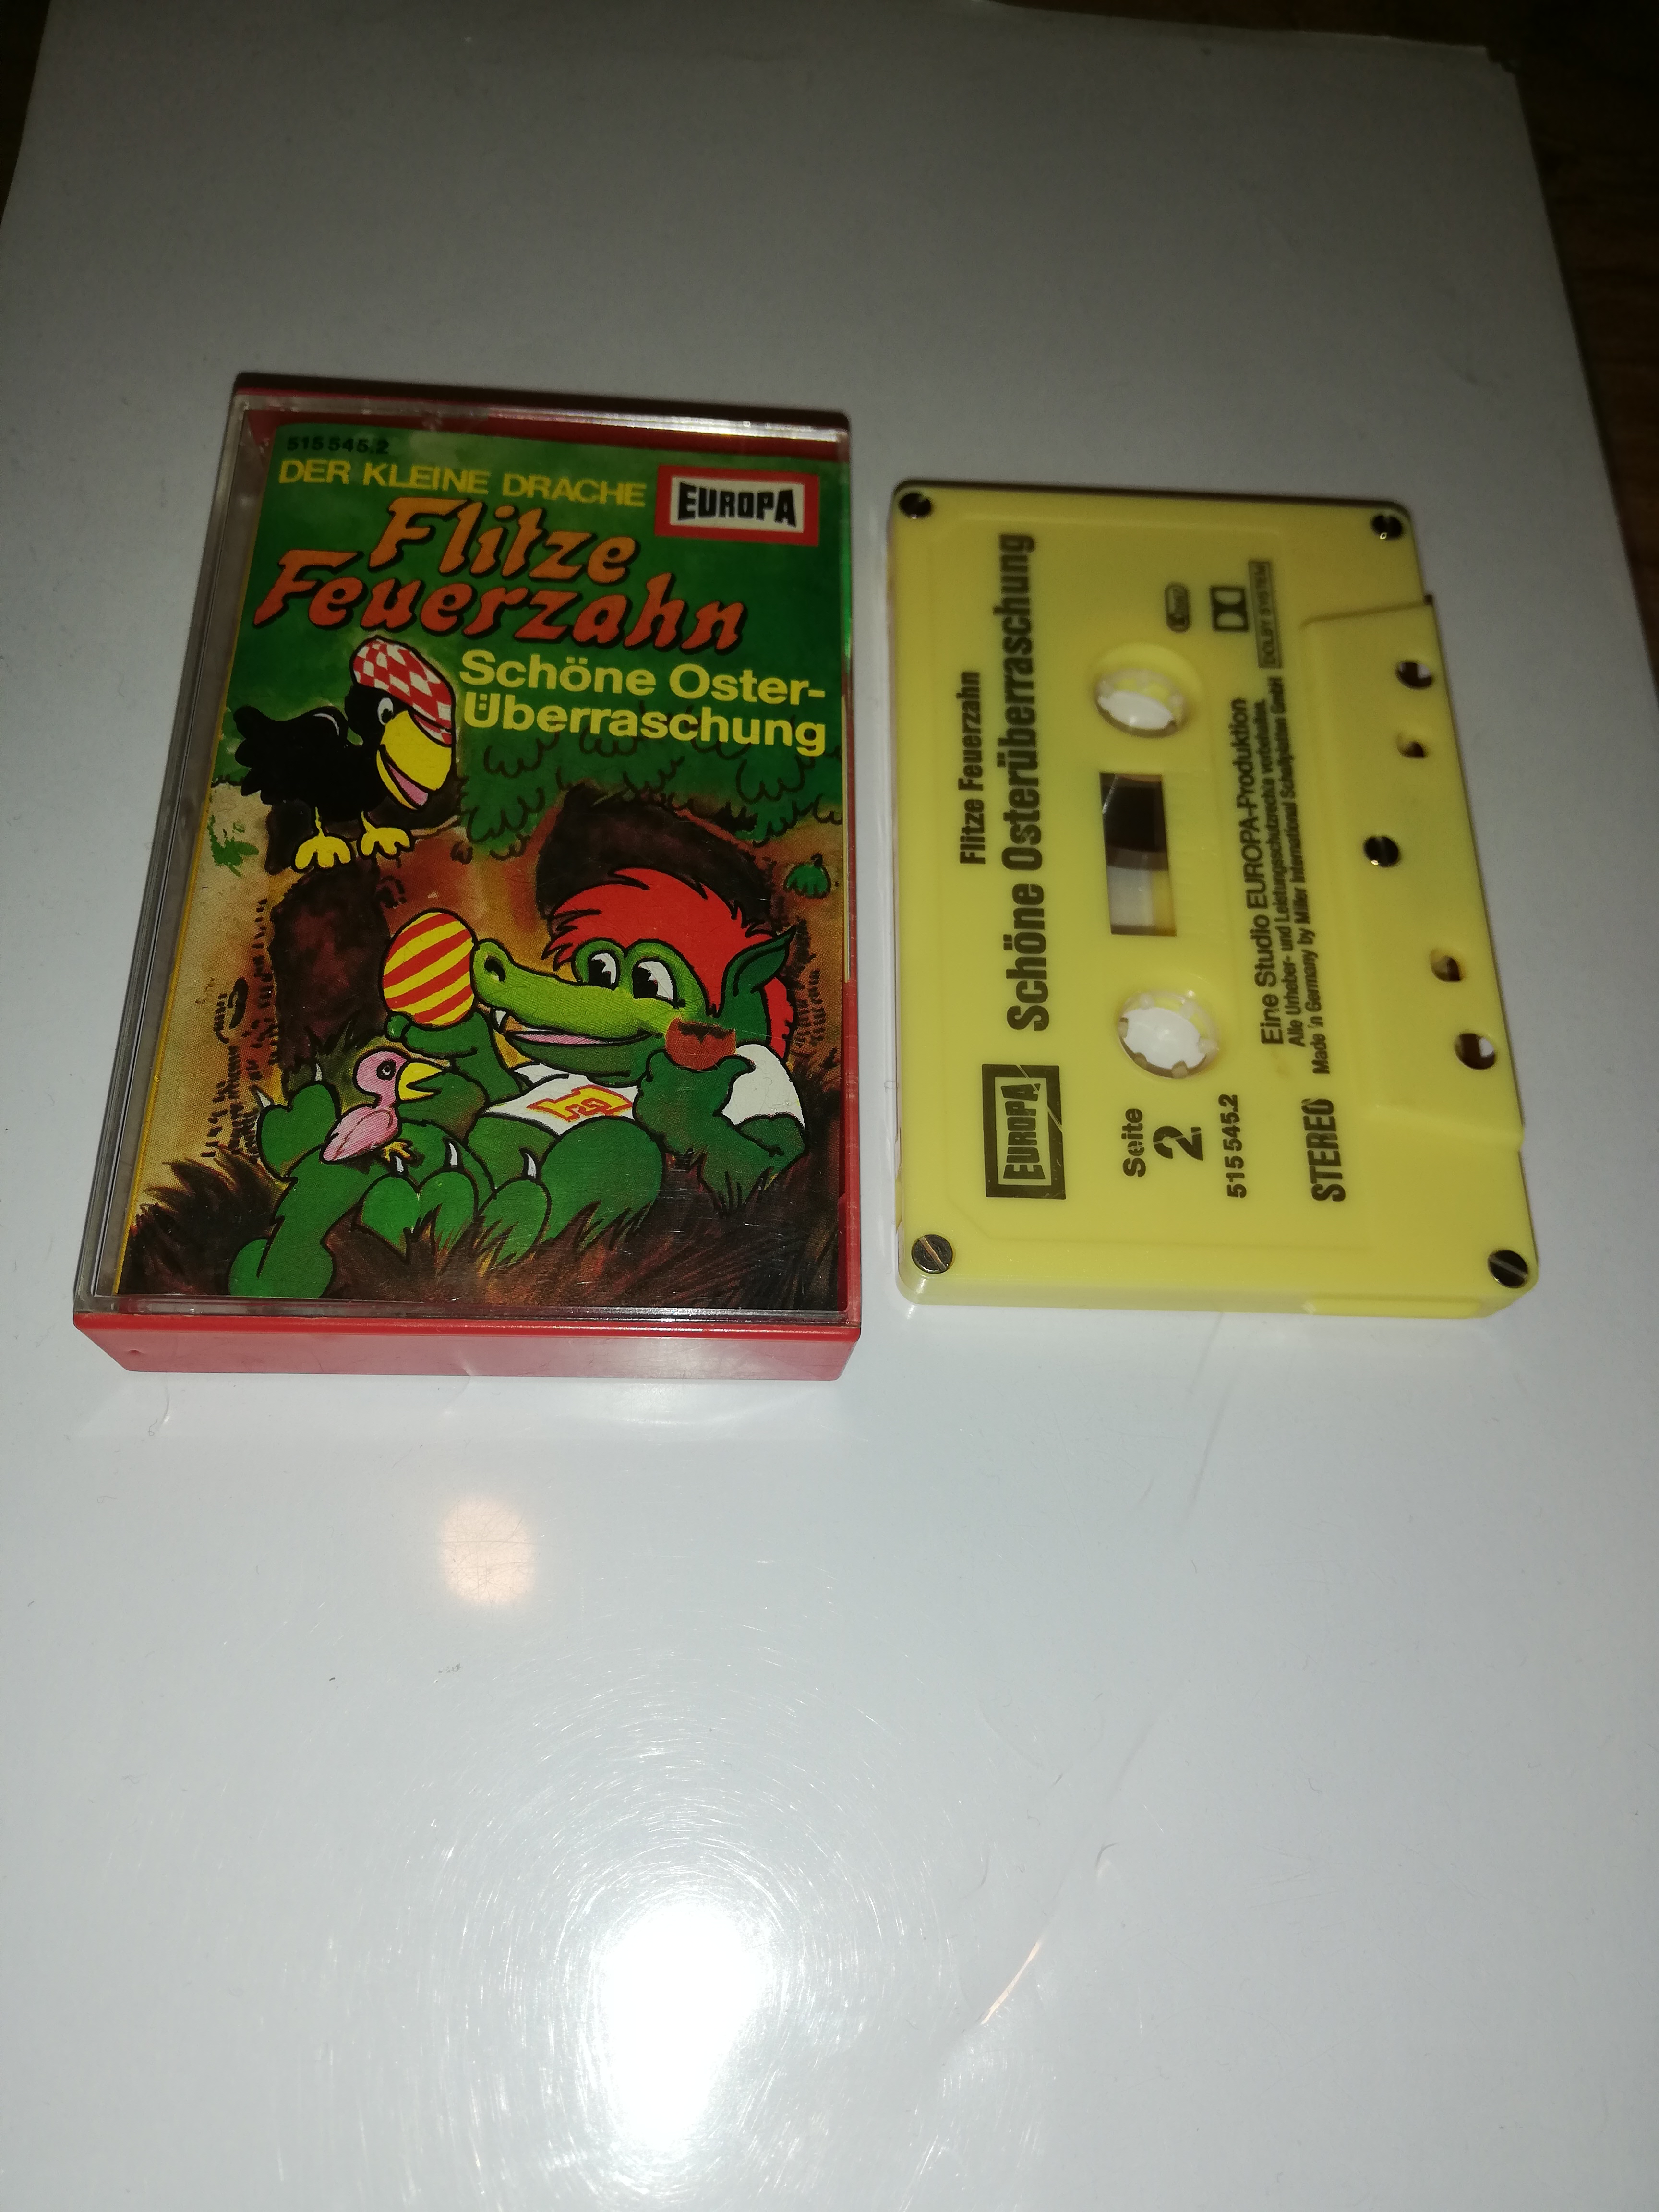 515 545.2
DER KLEINE DRACHE
EUROPA
Flitze
Feuerzahn
Schöne Oster-
Überraschung
F
EUROPA
Flitze Feuerzahn
Schöne Osterüberraschung
Seite
2
515 545.2
STEREO
Eine Studio EUROPA-Produktion
Alle Urheber- und Leistungsschutzrechte vorbehalten.
Made in Germany by Miller International Schallplatten GmbH
DOLBY SYSTEM